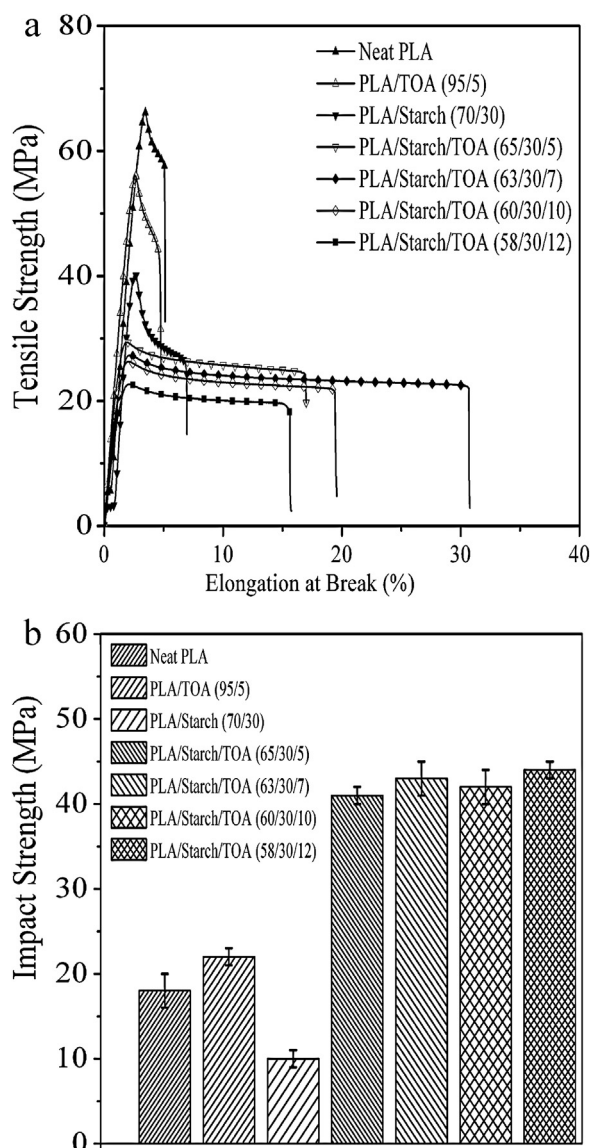 a
80
60
40
20
0
Tensile Strength (MPa)
Neat PLA
PLA/TOA (95/5)
PLA/Starch (70/30)
PLA/Starch/TOA (65/30/5)
PLA/Starch/TOA (63/30/7)
PLA/Starch/TOA (60/30/10)
PLA/Starch/TOA (58/30/12)
0 10 20 30 40
Elongation at Break (%)
b
60
50
40
30
20
10
0
Impact Strength (MPa)
Neat PLA
PLA/TOA (95/5)
PLA/Starch (70/30)
PLA/Starch/TOA (65/30/5)
PLA/Starch/TOA (63/30/7)
PLA/Starch/TOA (60/30/10)
PLA/Starch/TOA (58/30/12)